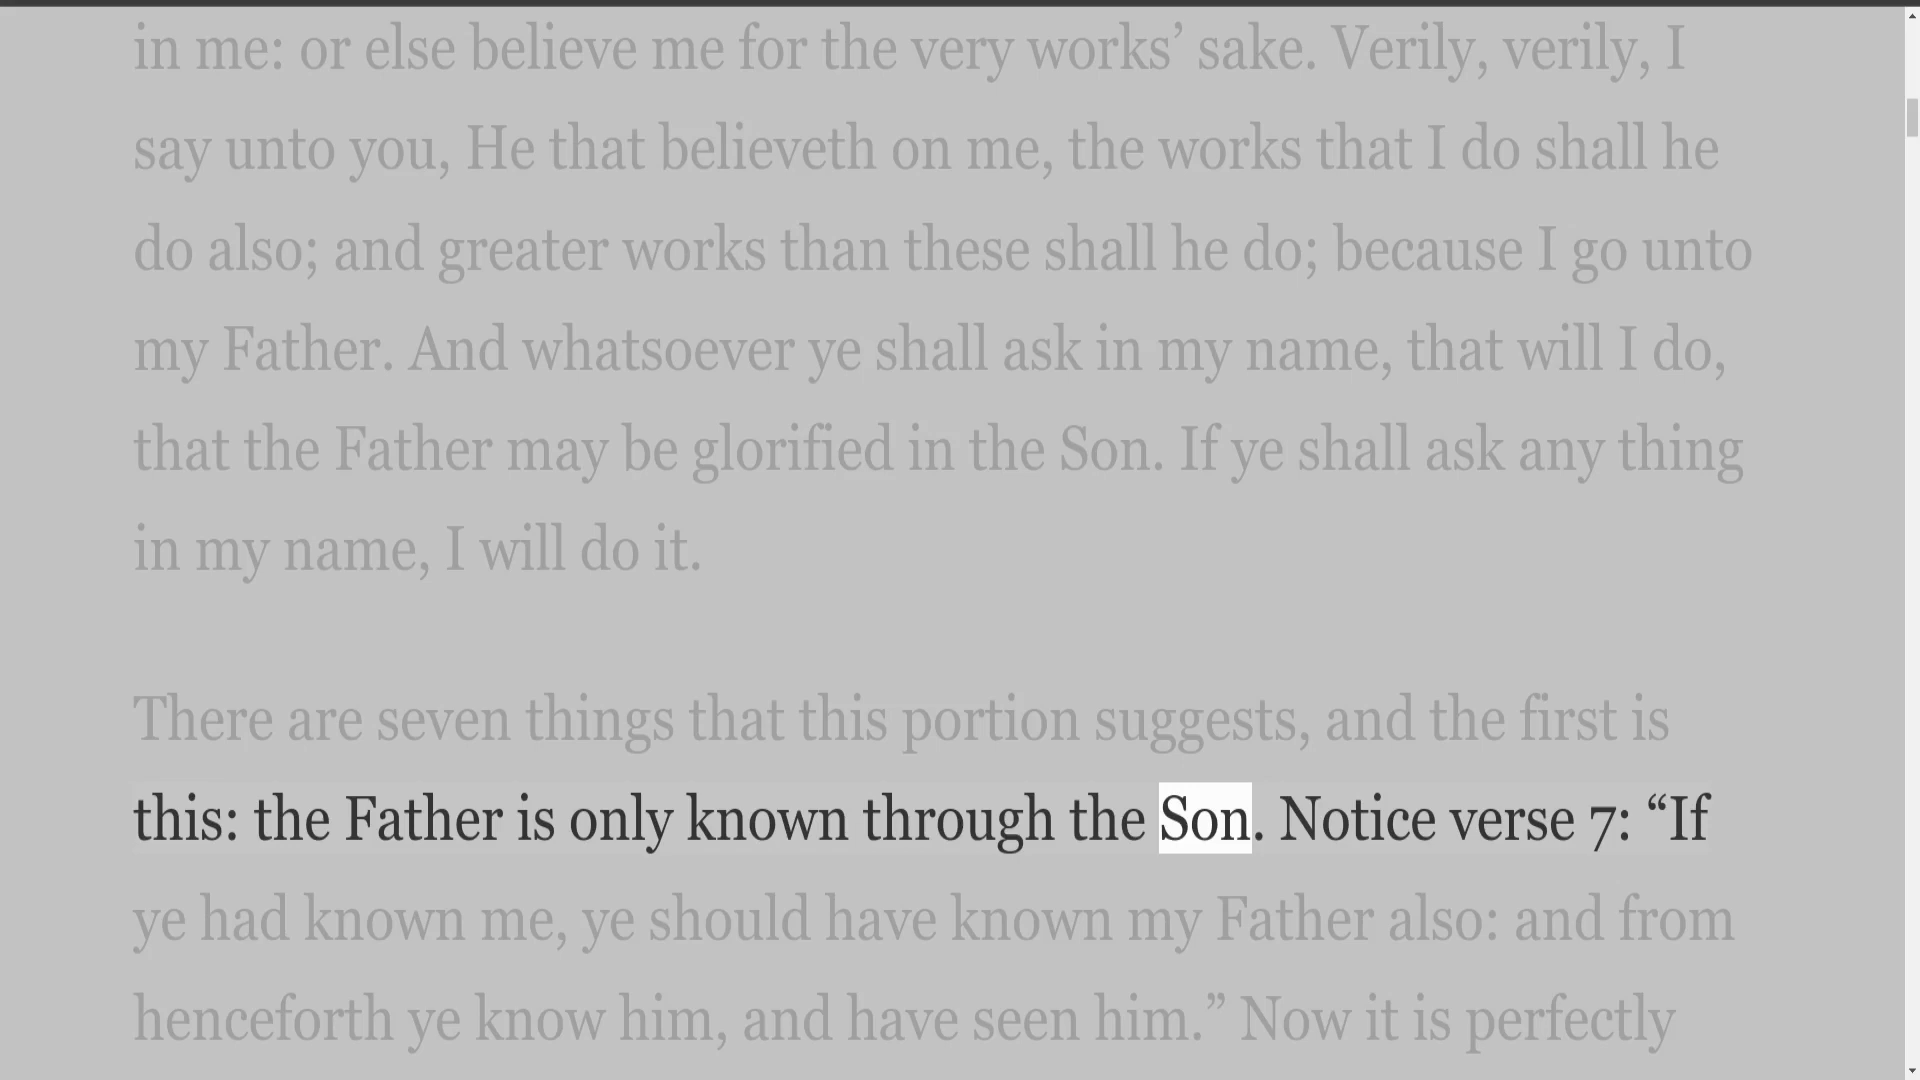 in me: or else believe me for the very works’ sake. Verily, verily, I
say unto you, He that believeth on me, the works that I do shall he
do also; and greater works than these shall he do; because I go unto
my Father. And whatsoever ye shall ask in my name, that will I do,
that the Father may be glorified in the Son. If ye shall ask any thing
in my name, I will do it.
There are seven things that this portion suggests, and the first is
this: the Father is only known through the Son. Notice verse 7: “If
ye had known me, ye should have known my Father also: and from
henceforth ye know him, and have seen him.” Now it is perfectly